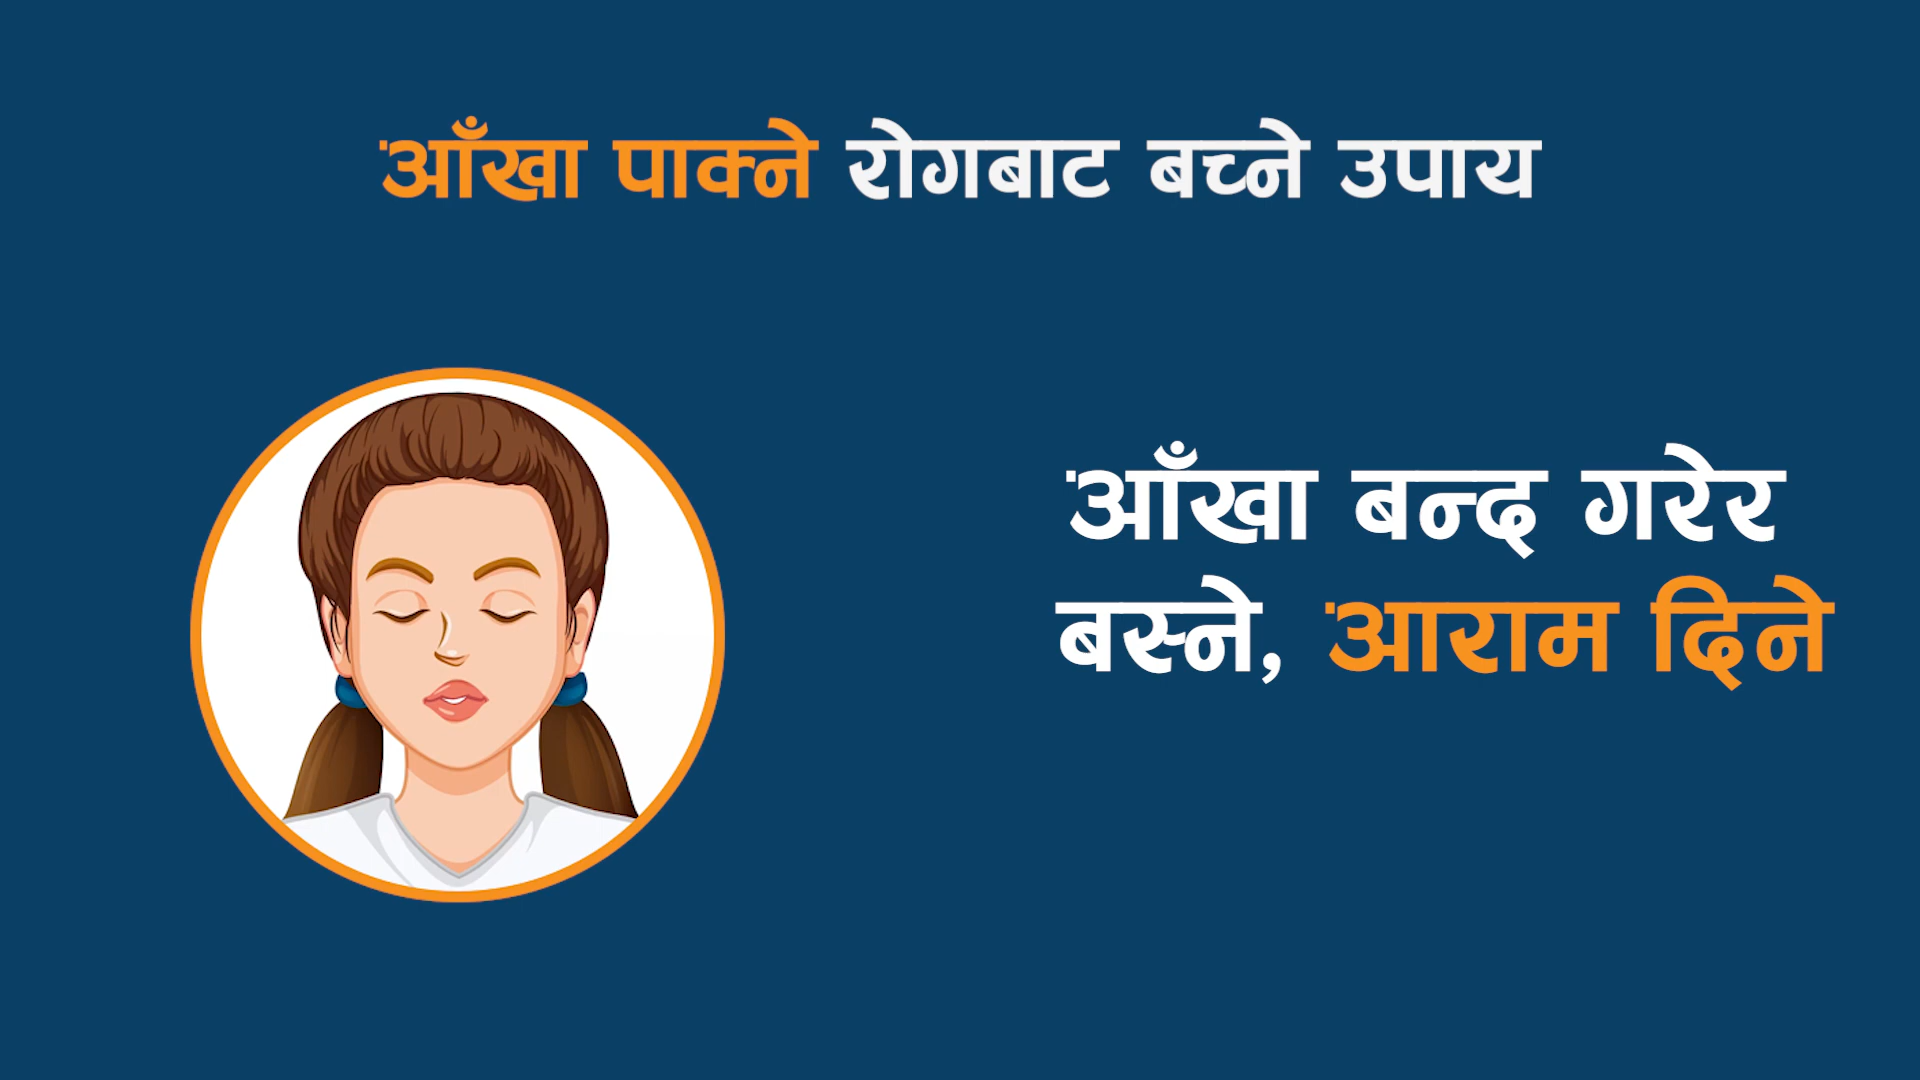 आँखा पाक्ने रोगबाट बच्ने उपाय
आँखा बन्द गरेर
बस्ने, आराम दिने